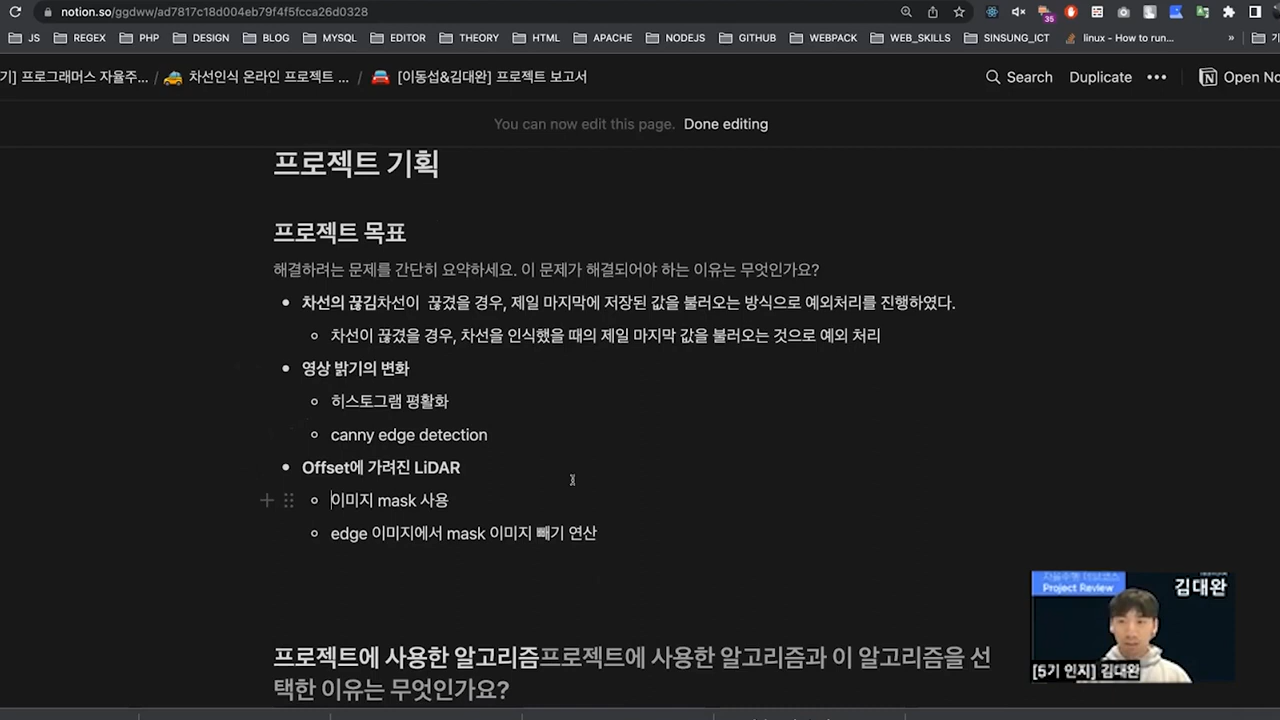 notion.so/ggdww/ad7817c18d004eb79f4f5fcca26d0328
35
JS REGEX PHP DESIGN BLOG MYSQL EDITOR THEORY HTML APACHE NODEJS GITHUB WEBPACK WEB_SKILLS SINSUNG_ICT linux - How to run... »
기] 프로그래머스 자율주... / 차선인식 온라인 프로젝트 ... / [이동섭&김대완] 프로젝트 보고서 Search Duplicate ••• Open No
You can now edit this page. Done editing
프로젝트 기획
프로젝트 목표
해결하려는 문제를 간단히 요약하세요. 이 문제가 해결되어야 하는 이유는 무엇인가요?
차선의 끊김차선이 끊겼을 경우, 제일 마지막에 저장된 값을 불러오는 방식으로 예외처리를 진행하였다.
차선이 끊겼을 경우, 차선을 인식했을 때의 제일 마지막 값을 불러오는 것으로 예외 처리
영상 밝기의 변화
히스토그램 평활화
canny edge detection
Offset에 가려진 LiDAR
이미지 mask 사용
edge 이미지에서 mask 이미지 빼기 연산
자율주행 데브코스
Project Review
김대완
[5기 인지] 김대완
프로젝트에 사용한 알고리즘프로젝트에 사용한 알고리즘과 이 알고리즘을 선
택한 이유는 무엇인가요?